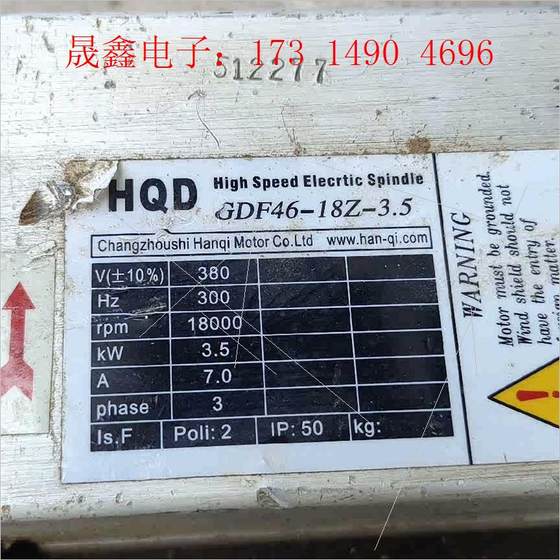 晟鑫电子：173 1490 4696
512277
HQD High Speed Elecrtic Spindle
GDF46-18Z-3.5
Changzhoushi Hanqi Motor Co.Ltd www.han-qi.com
V(±10%) 380
Hz 300
rpm 18000
kW 3.5
A 7.0
phase 3
Is.F Poli: 2 IP: 50 kg:
WARNING
Motor must be grounded.
Wind shield should not
have the